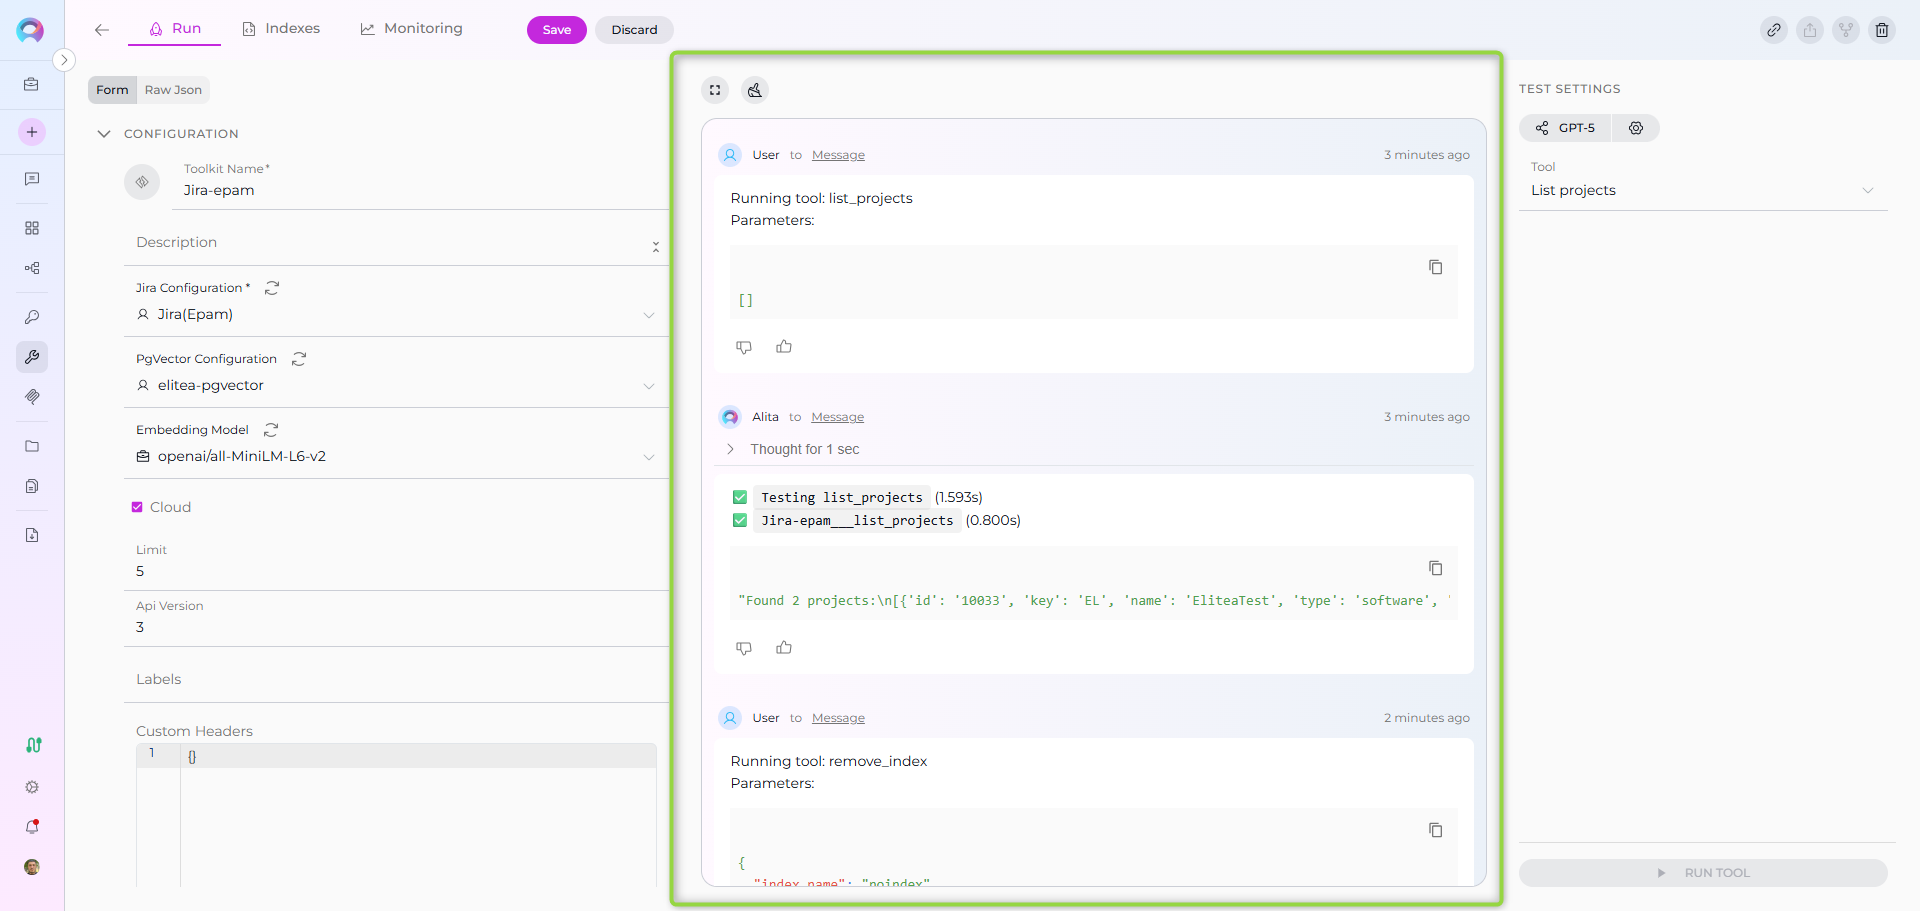 Run
Indexes
Monitoring
Save
Discard
Form
Raw Json
CONFIGURATION
Toolkit Name*
Jira-epam
Description
Jira Configuration *
Jira(Epam)
PgVector Configuration
elitea-pgvector
Embedding Model
openai/all-MiniLM-L6-v2
Cloud
Limit
5
Api Version
3
Labels
Custom Headers
1
{}
User to Message
3 minutes ago
Running tool: list_projects
Parameters:
[]
Alita to Message
3 minutes ago
Thought for 1 sec
Testing list_projects (1.593s)
Jira-epam___list_projects (0.800s)
"Found 2 projects:\n[{'id': '10033', 'key': 'EL', 'name': 'EliteaTest', 'type': 'software', '
User to Message
2 minutes ago
Running tool: remove_index
Parameters:
{
"index_name": "noindex"
TEST SETTINGS
GPT-5
Tool
List projects
RUN TOOL